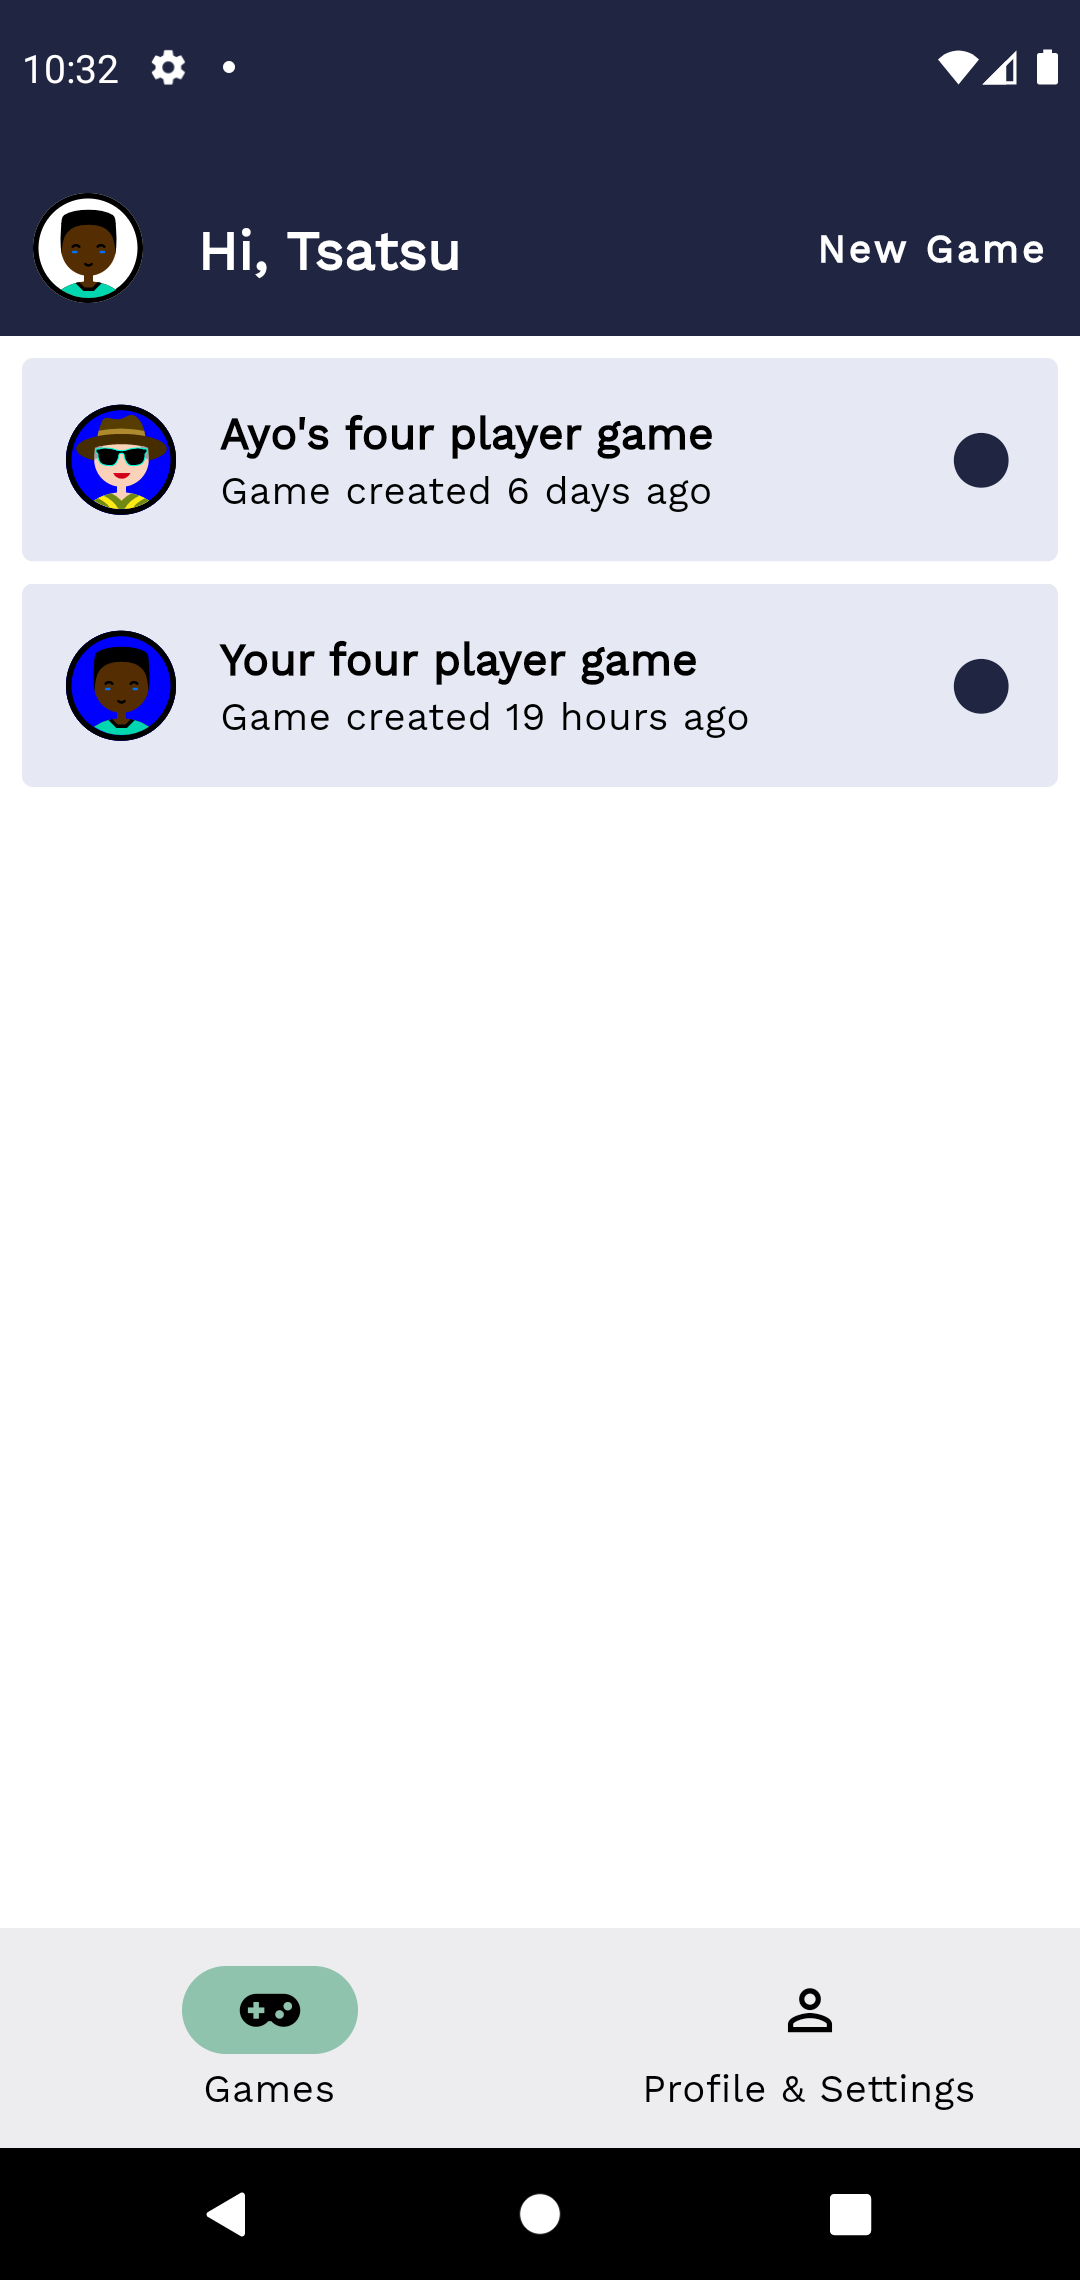 10:32
Hi, Tsatsu
New Game
Ayo's four player game
Game created 6 days ago
Your four player game
Game created 19 hours ago
Games
Profile & Settings